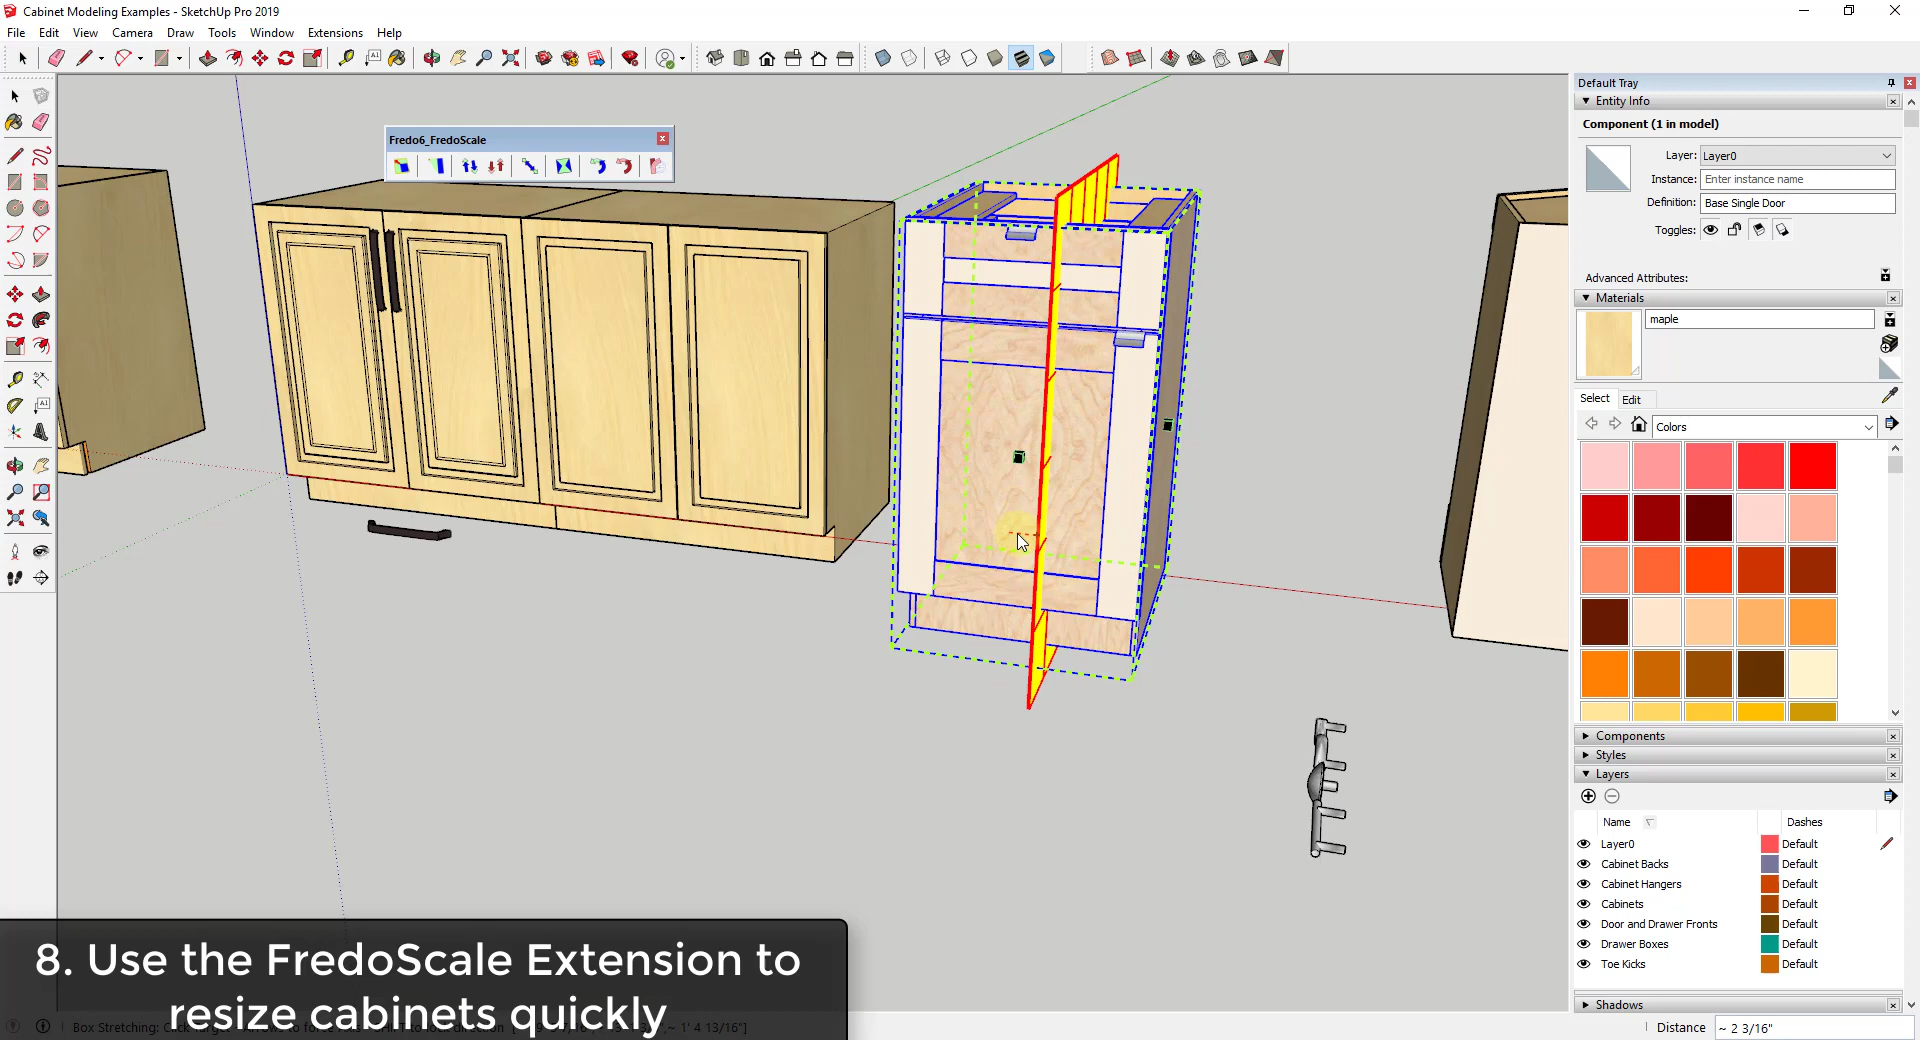 Cabinet Modeling Examples - SketchUp Pro 2019
File Edit View Camera Draw Tools Window Extensions Help
Fredo6_FredoScale
Default Tray
Entity Info
Component (1 in model)
Layer: Layer0
Instance: Enter instance name
Definition: Base Single Door
Toggles:
Advanced Attributes:
Materials
maple
Select Edit
Colors
Components
Styles
Layers
Name Dashes
Layer0 Default
Cabinet Backs Default
Cabinet Hangers Default
Cabinets Default
Door and Drawer Fronts Default
Drawer Boxes Default
Toe Kicks Default
Shadows
8. Use the FredoScale Extension to
resize cabinets quickly
Box Stretching: Click Target
Distance ~ 2 3/16"